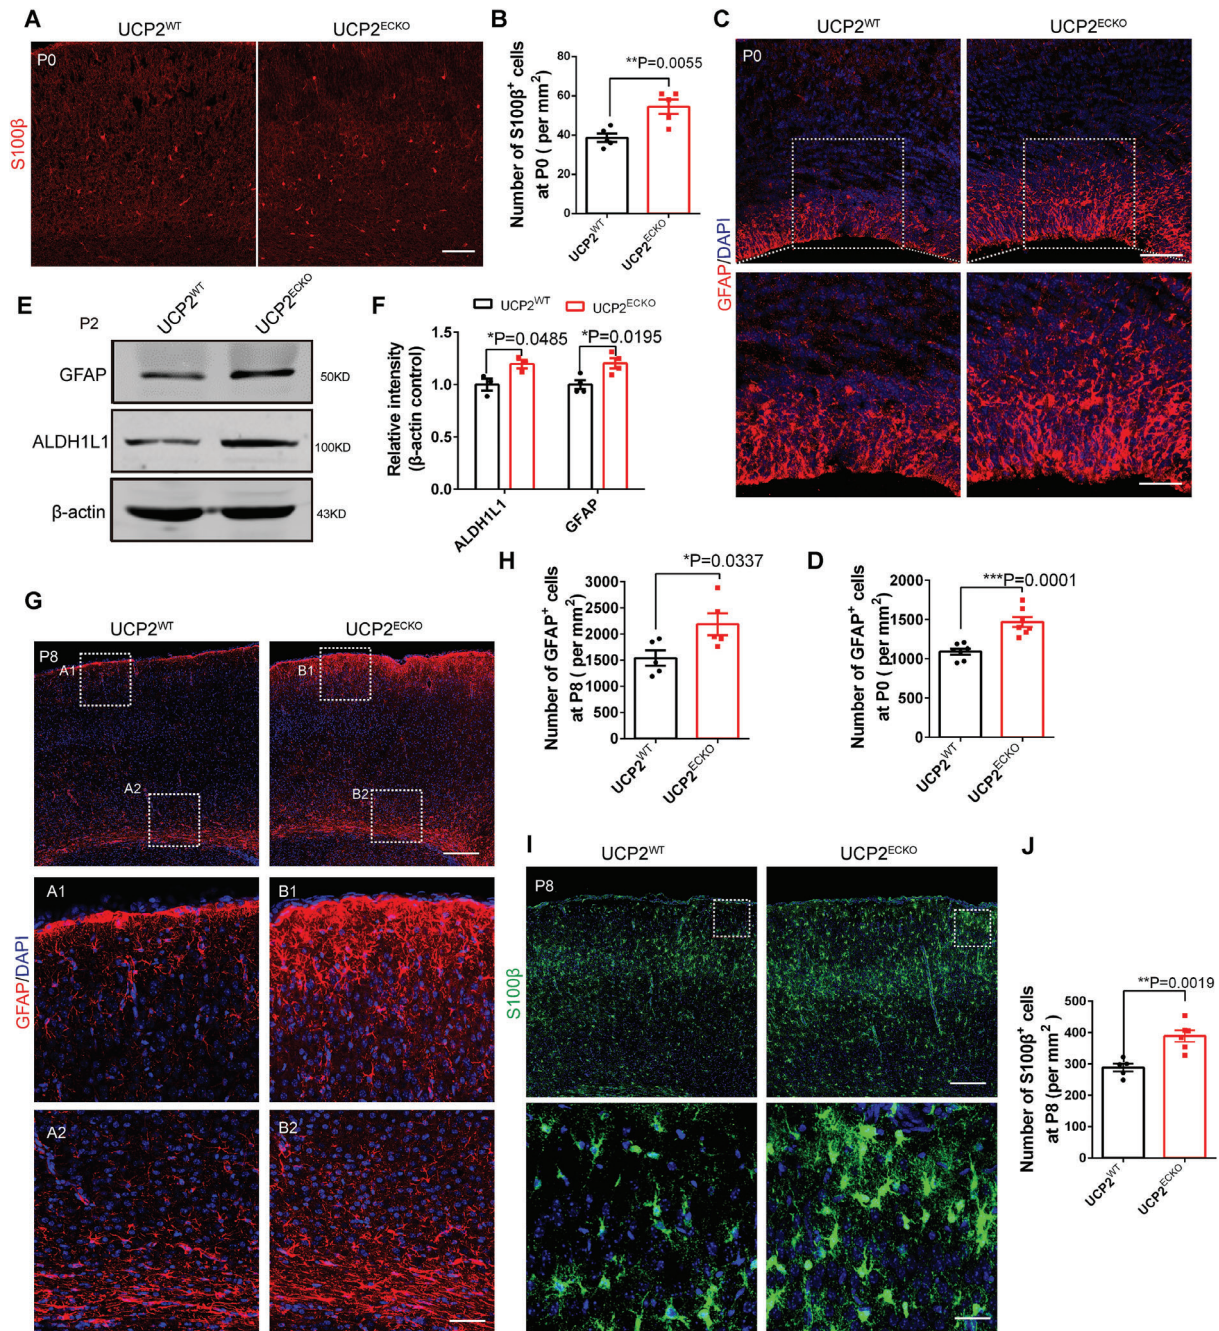 A
UCP2WT
UCP2ECKO
P0
S100β
B
**P=0.0055
Number of S100β+ cells
at P0 ( per mm2)
80
60
40
20
0
UCP2WT
UCP2ECKO
C
UCP2WT
UCP2ECKO
P0
GFAP/DAPI
E
P2
UCP2WT
UCP2ECKO
GFAP
50KD
ALDH1L1
100KD
β-actin
43KD
F
UCP2WT
UCP2ECKO
*P=0.0485
*P=0.0195
Relative intensity
(β-actin control)
1.5
1.0
0.5
0.0
ALDH1L1
GFAP
H
*P=0.0337
Number of GFAP+ cells
at P8 ( per mm2)
3000
2500
2000
1500
1000
500
0
UCP2WT
UCP2ECKO
D
***P=0.0001
Number of GFAP+ cells
at P0 ( per mm2)
2000
1500
1000
500
0
UCP2WT
UCP2ECKO
G
UCP2WT
UCP2ECKO
P8
A1
B1
A2
B2
GFAP/DAPI
A1
B1
A2
B2
I
UCP2WT
UCP2ECKO
P8
S100β
J
**P=0.0019
Number of S100β+ cells
at P8 (per mm2 )
500
400
300
200
100
0
UCP2WT
UCP2ECKO